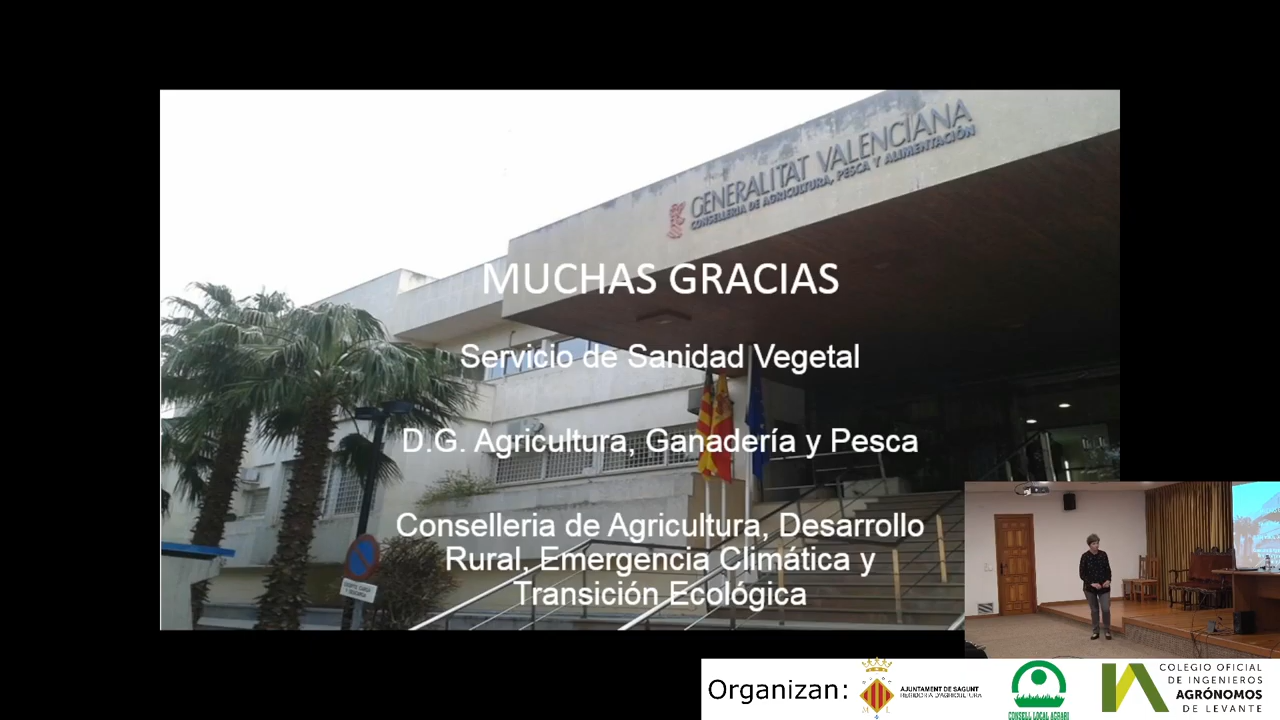 GENERALITAT VALENCIANA
CONSELLERIA DE AGRICULTURA, PESCA Y ALIMENTACIÓN
MUCHAS GRACIAS
Servicio de Sanidad Vegetal
D.G. Agricultura, Ganadería y Pesca
Conselleria de Agricultura, Desarrollo
Rural, Emergencia Climática y
Transición Ecológica
Organizan:
AJUNTAMENT DE SAGUNT
REGIDORIA D'AGRICULTURA
CONSELL LOCAL AGRARI
COLEGIO OFICIAL
DE INGENIEROS
AGRÓNOMOS
DE LEVANTE